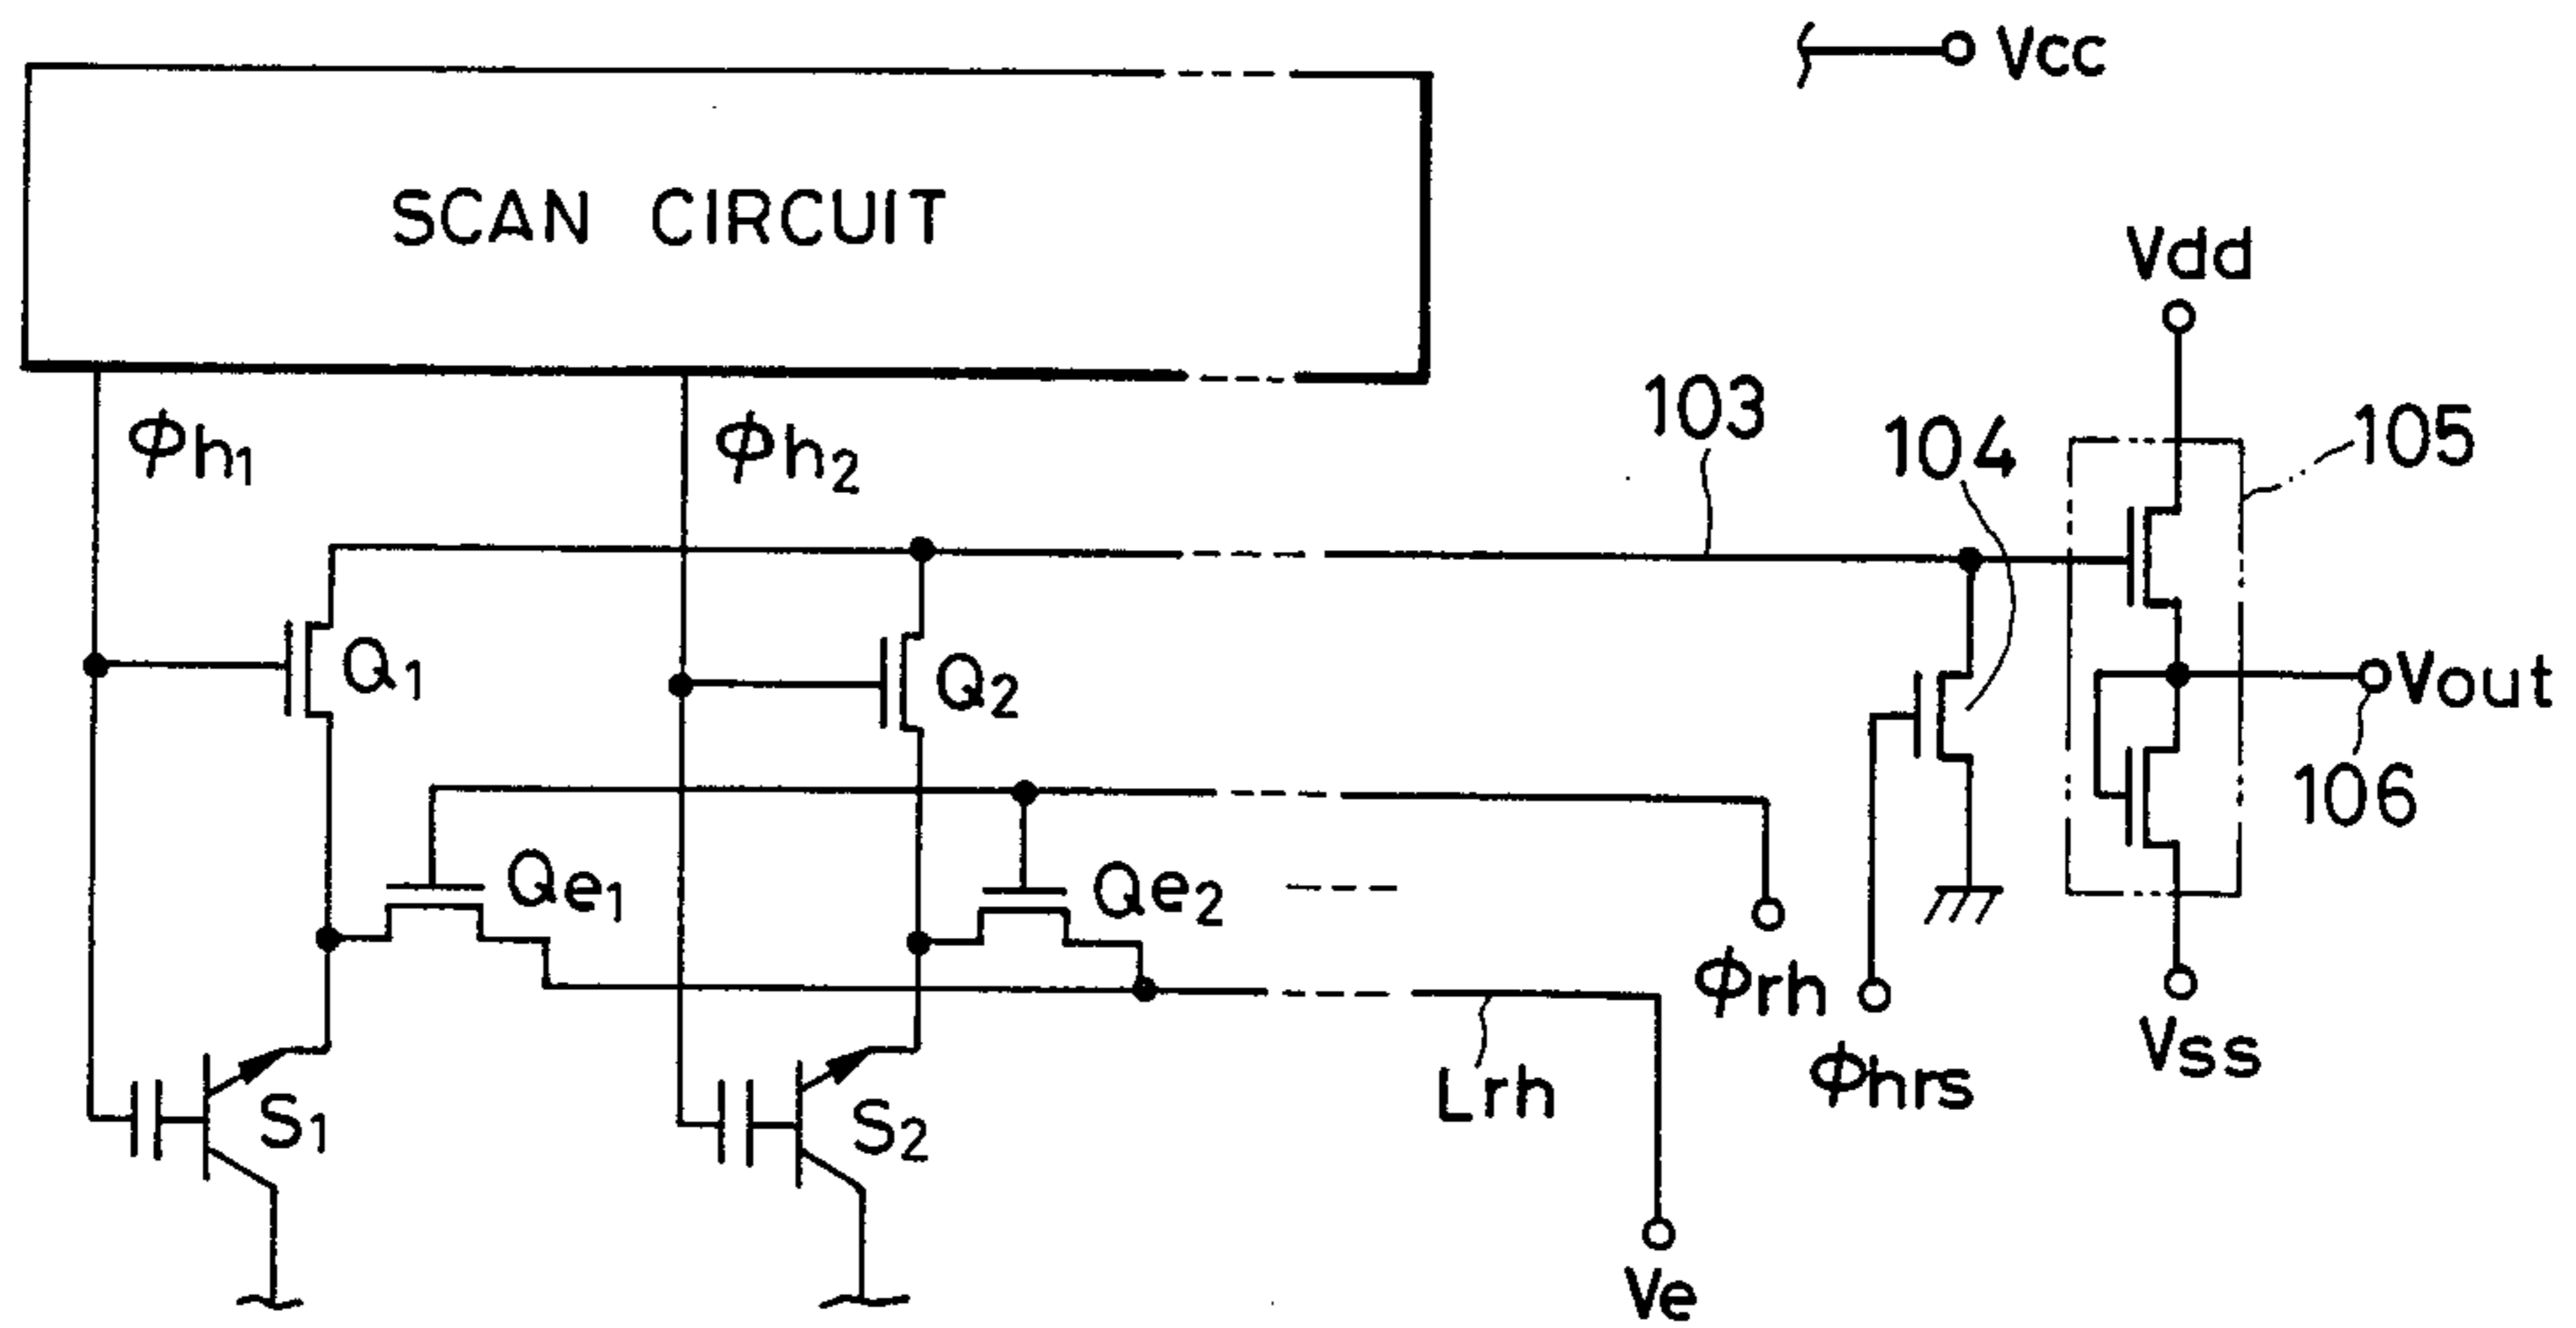 Vcc
SCAN CIRCUIT
Vdd
ϕh1
ϕh2
103
104
105
Q1
Q2
Vout
106
Qe1
Qe2
ϕrh
ϕhrs
Vss
S1
S2
Lrh
Ve